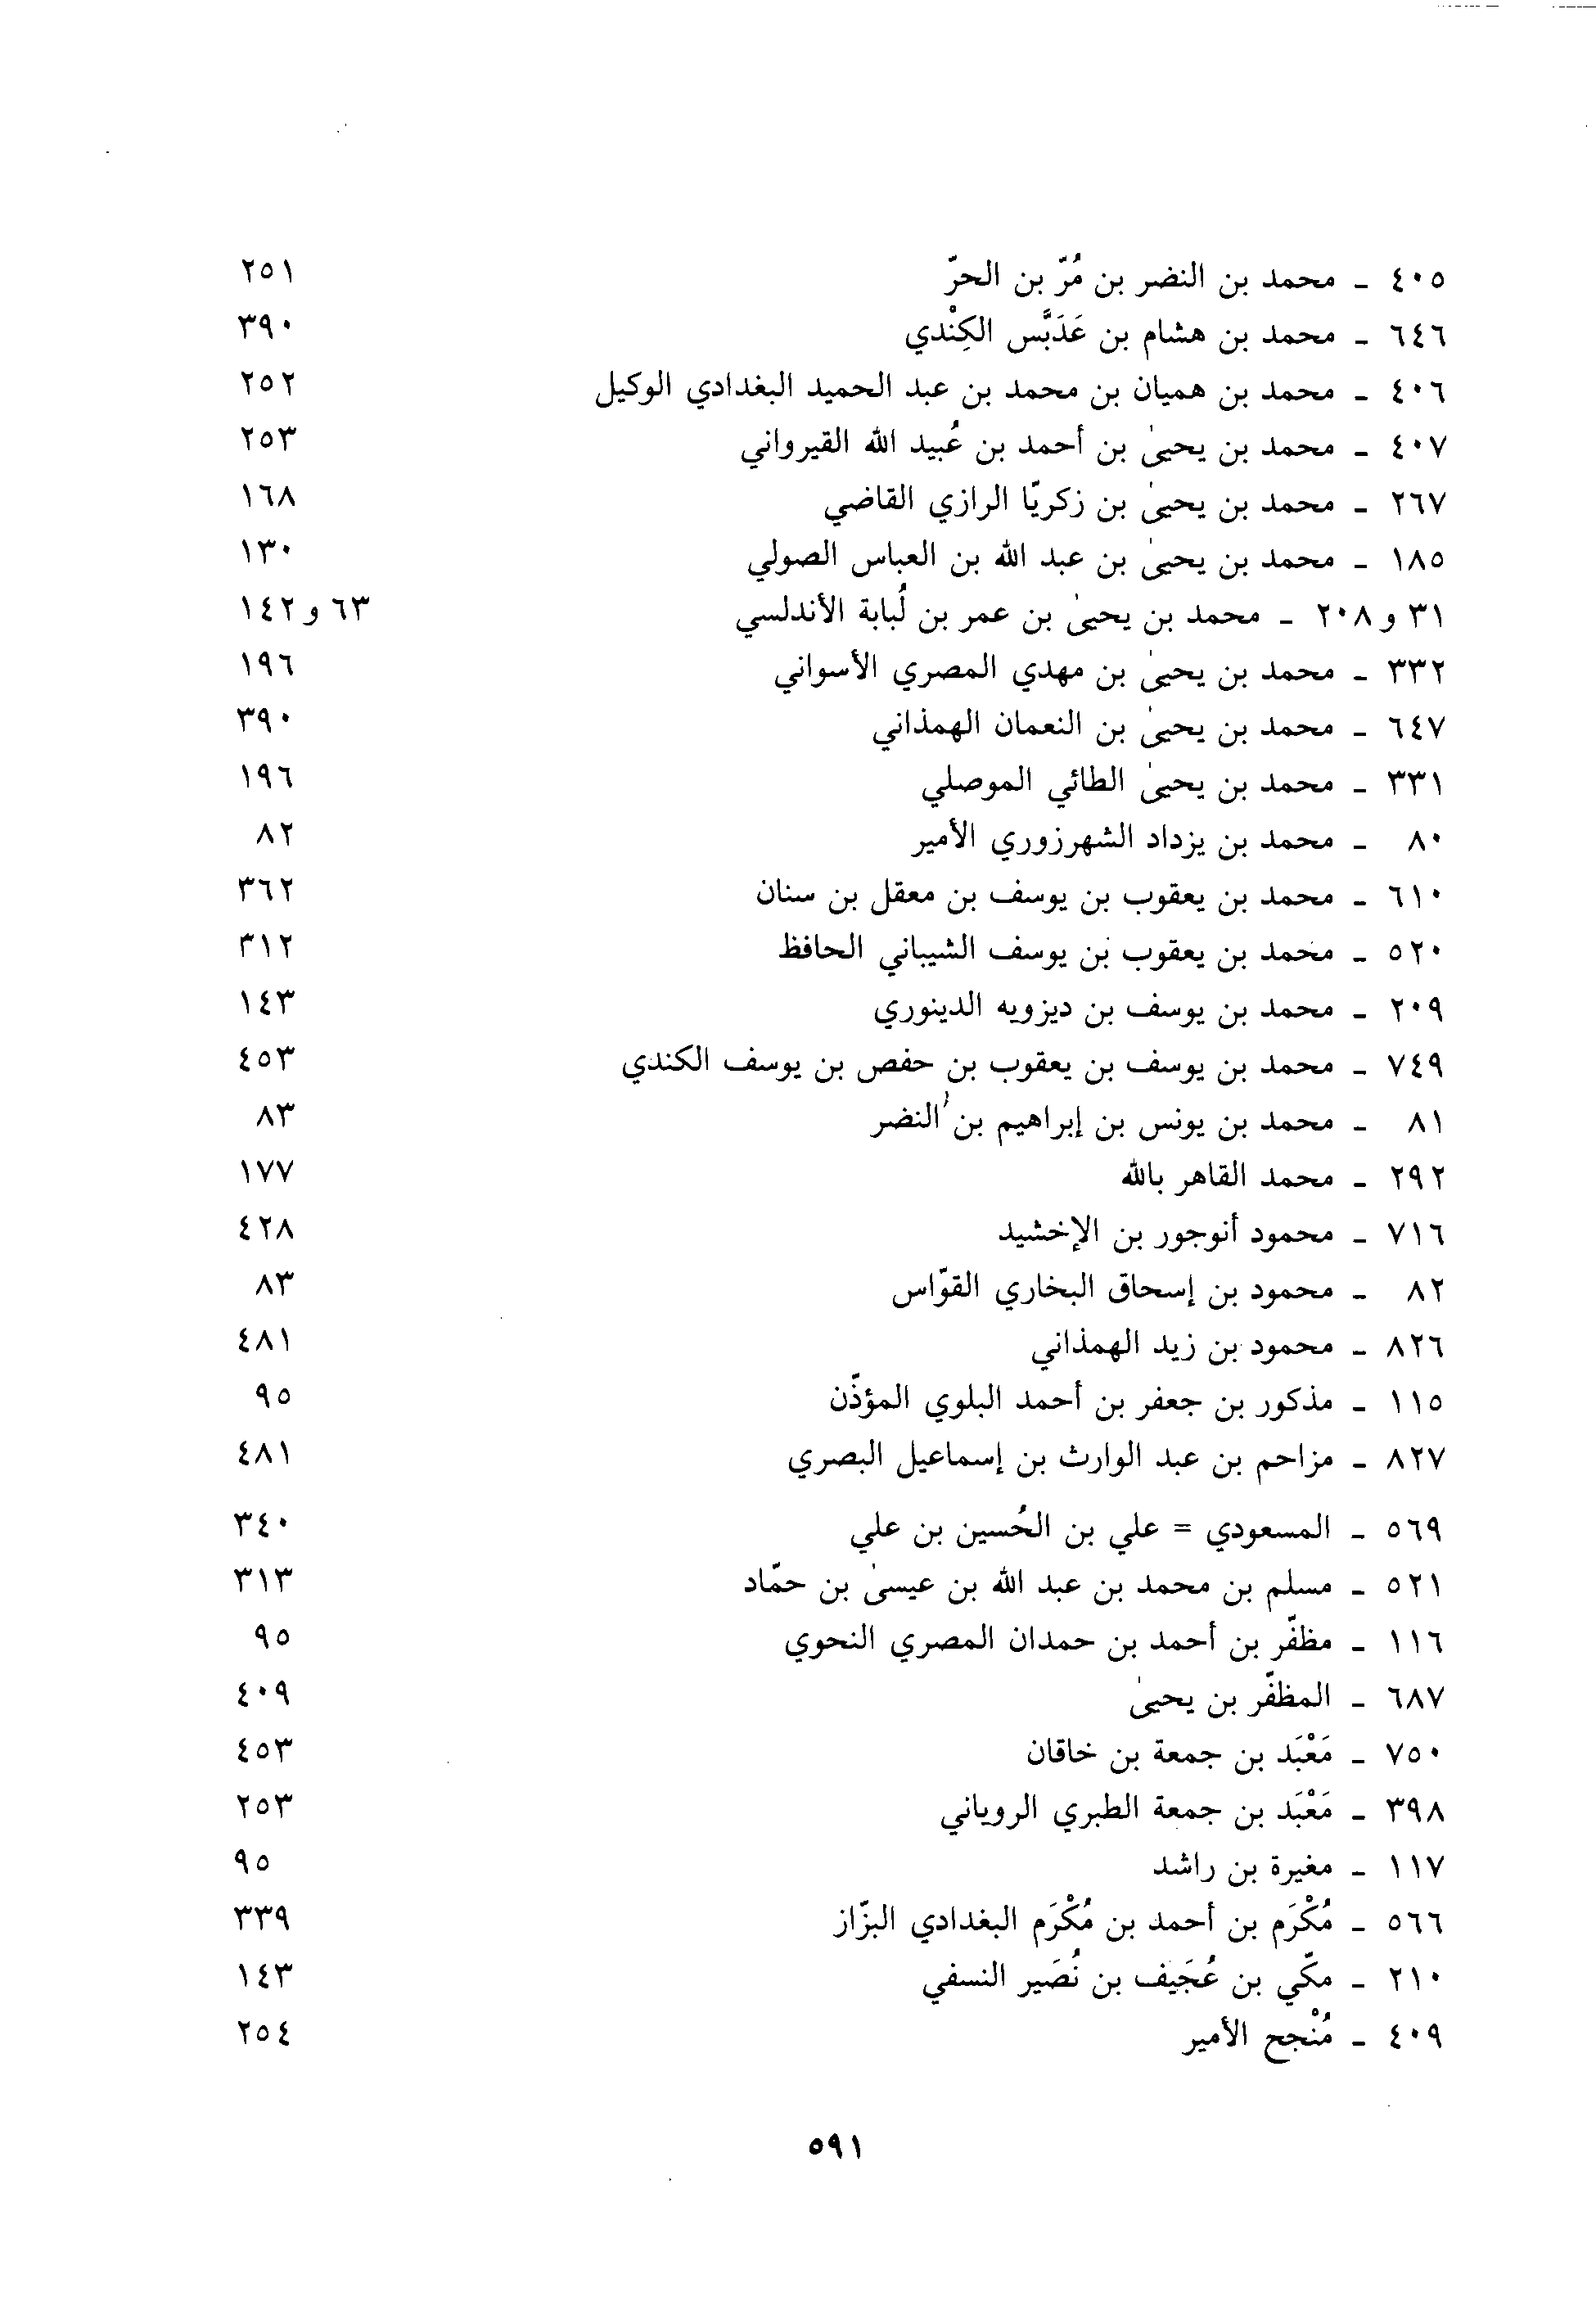 ٤٠٥ - محمد بن النضر بن مُرّ بن الحرّ ٢٥١
٦٤٦ - محمد بن هشام بن عَدَبَّس الكِنْدي ٣٩٠
٤٠٦ - محمد بن هميان بن محمد بن عبد الحميد البغدادي الوكيل ٢٥٢
٤٠٧ - محمد بن يحيىٰ بن أحمد بن عُبيد الله القيرواني ٢٥٣
٢٦٧ - محمد بن يحيىٰ بن زكريّا الرازي القاضي ١٦٨
١٨٥ - محمد بن يحيىٰ بن عبد الله بن العباس الصولي ١٣٠
٣١ و ٢٠٨ - محمد بن يحيىٰ بن عمر بن لُبابة الأندلسي ٦٣ و ١٤٢
٣٣٢ - محمد بن يحيىٰ بن مهدي المصري الأسواني ١٩٦
٦٤٧ - محمد بن يحيىٰ بن النعمان الهمذاني ٣٩٠
٣٣١ - محمد بن يحيىٰ الطائي الموصلي ١٩٦
٨٠ - محمد بن يزداد الشهرزوري الأمير ٨٢
٦١٠ - محمد بن يعقوب بن يوسف بن معقل بن سنان ٣٦٢
٥٢٠ - محمد بن يعقوب بن يوسف الشيباني الحافظ ٣١٢
٢٠٩ - محمد بن يوسف بن ديزويه الدينوري ١٤٣
٧٤٩ - محمد بن يوسف بن يعقوب بن حفص بن يوسف الكندي ٤٥٣
٨١ - محمد بن يونس بن إبراهيم بن النضر ٨٣
٢٩٢ - محمد القاهر بالله ١٧٧
٧١٦ - محمود أنوجور بن الإخشيد ٤٢٨
٨٢ - محمود بن إسحاق البخاري القوّاس ٨٣
٨٢٦ - محمود بن زيد الهمذاني ٤٨١
١١٥ - مذكور بن جعفر بن أحمد البلوي المؤذّن ٩٥
٨٢٧ - مزاحم بن عبد الوارث بن إسماعيل البصري ٤٨١
٥٦٩ - المسعودي = علي بن الحُسين بن علي ٣٤٠
٥٢١ - مسلم بن محمد بن عبد الله بن عيسىٰ بن حمّاد ٣١٣
١١٦ - مظفّر بن أحمد بن حمدان المصري النحوي ٩٥
٦٨٧ - المظفّر بن يحيىٰ ٤٠٩
٧٥٠ - مَعْبَد بن جمعة بن خاقان ٤٥٣
٣٩٨ - مَعْبَد بن جمعة الطبري الروياني ٢٥٣
١١٧ - مغيرة بن راشد ٩٥
٥٦٦ - مُكْرَم بن أحمد بن مُكْرَم البغدادي البزّاز ٣٣٩
٢١٠ - مكّي بن عُجَيف بن نُصَير النسفي ١٤٣
٤٠٩ - مُنْجح الأمير ٢٥٤
٥٩١